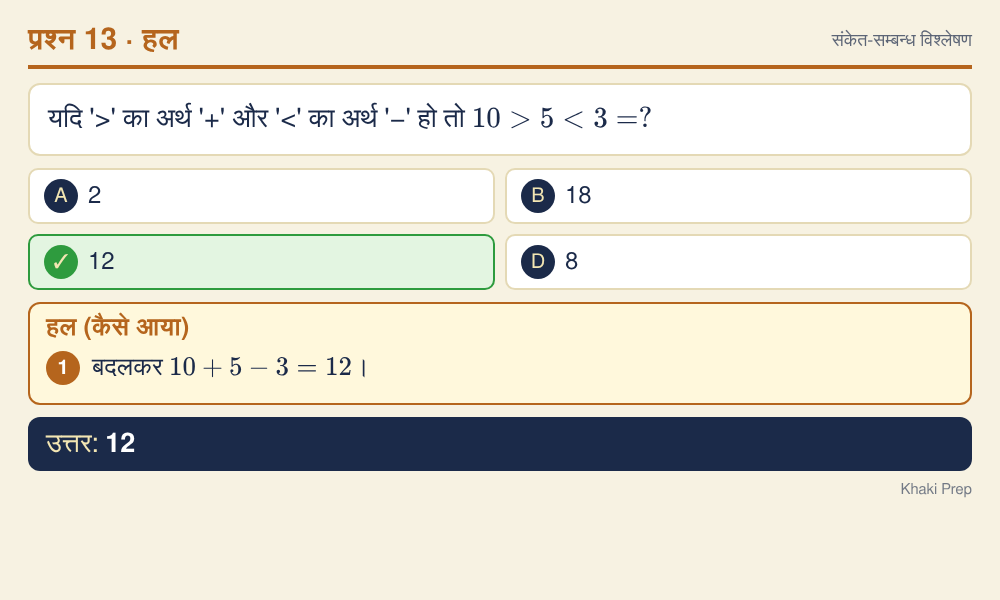 प्रश्न 13 · हल
संकेत-सम्बन्ध विश्लेषण
यदि '>' का अर्थ '+' और '<' का अर्थ '−' हो तो 10 > 5 < 3 =?
A 2
B 18
✓ 12
D 8
हल (कैसे आया)
1 बदलकर 10 + 5 − 3 = 12।
उत्तर: 12
Khaki Prep